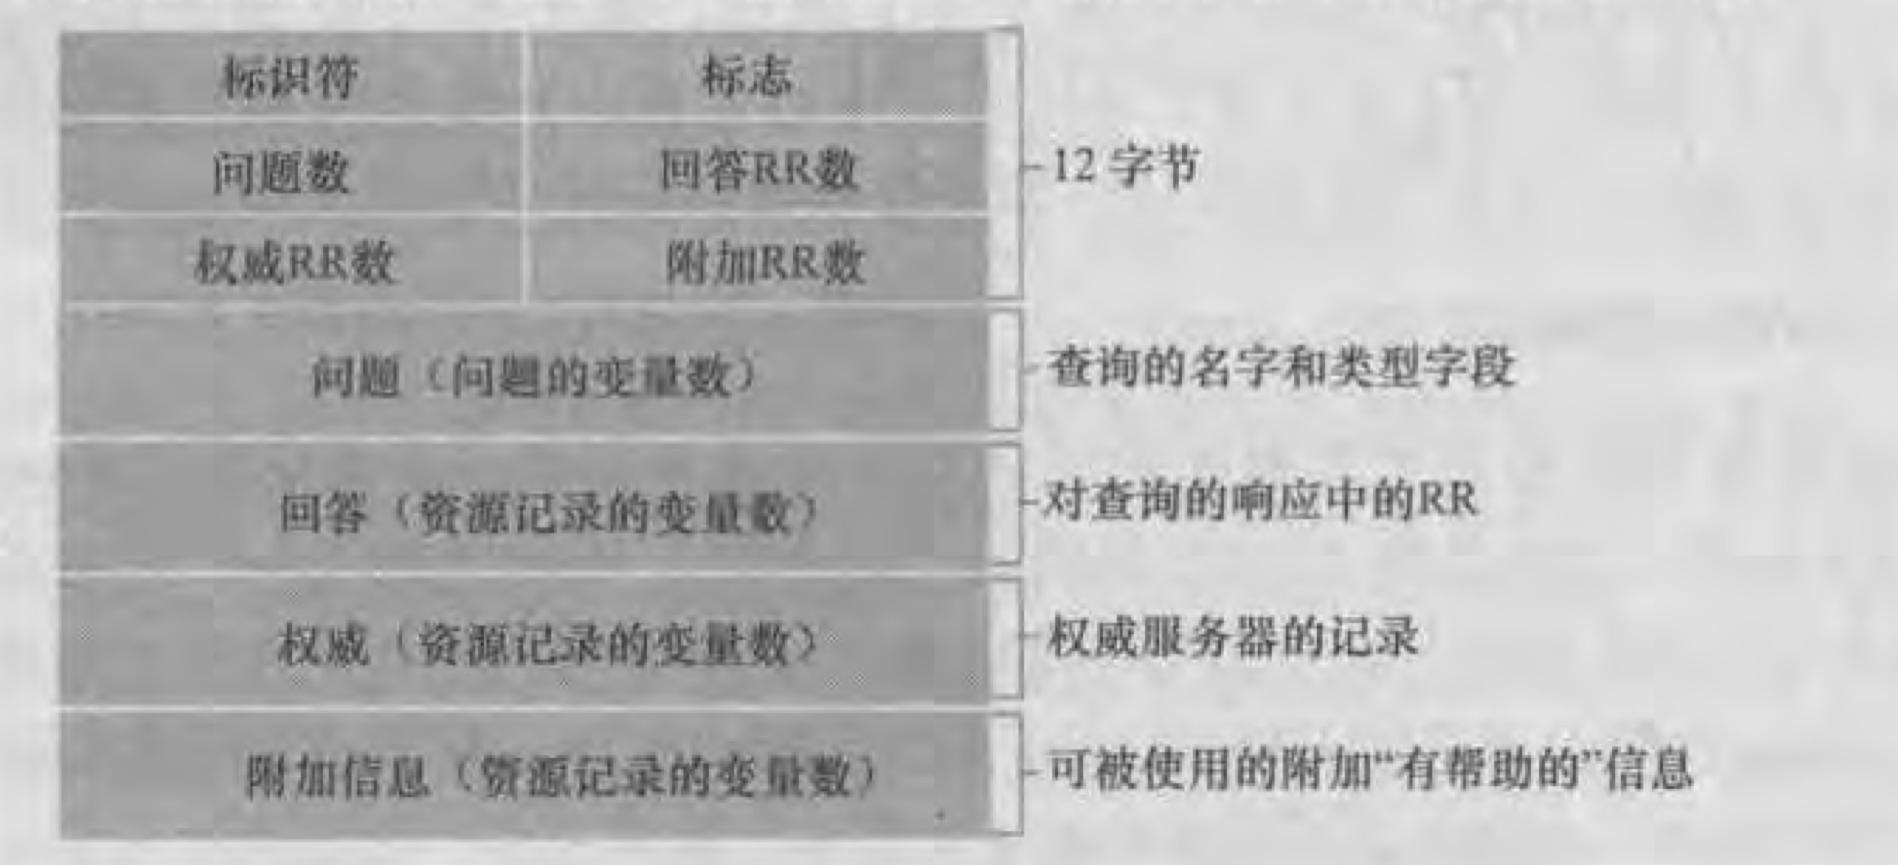 标识符 标志
问题数 回答RR数
12字节
权威RR数 附加RR数
问题（问题的变量数） 查询的名字和类型字段
回答（资源记录的变量数） 对查询的响应中的RR
权威（资源记录的变量数） 权威服务器的记录
附加信息（资源记录的变量数） 可被使用的附加“有帮助的”信息